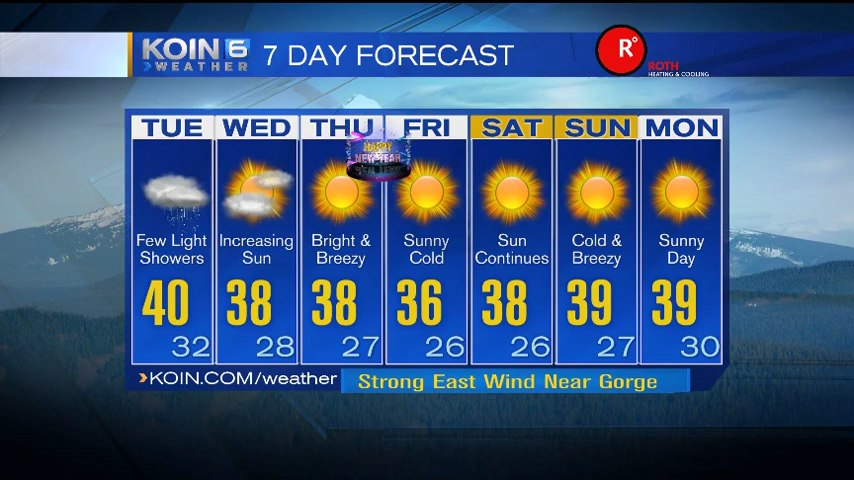 KOIN 6
WEATHER
7 DAY FORECAST
R°
ROTH
HEATING & COOLING
TUE WED THU FRI SAT SUN MON
HAPPY
NEW YEAR
Few Light Showers
Increasing Sun
Bright & Breezy
Sunny Cold
Sun Continues
Cold & Breezy
Sunny Day
40 38 38 36 38 39 39
32 28 27 26 26 27 30
KOIN.COM/weather
Strong East Wind Near Gorge